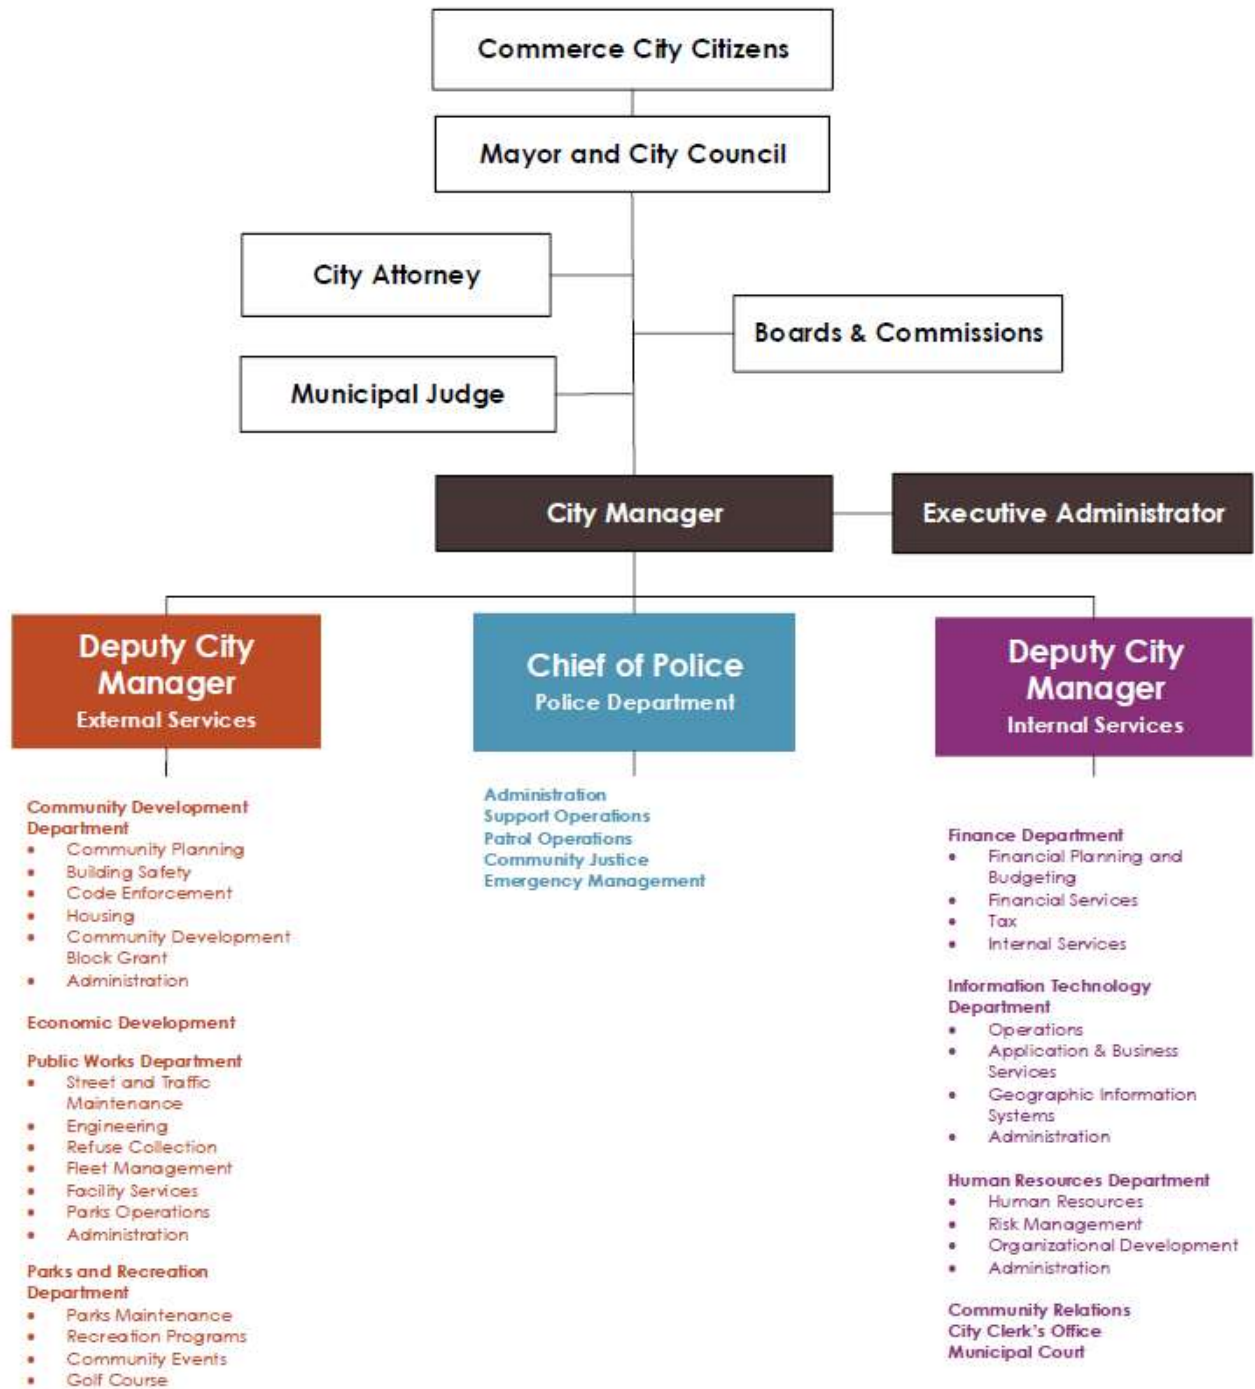 Commerce City Citizens
Mayor and City Council
City Attorney
Boards & Commissions
Municipal Judge
City Manager
Executive Administrator
Deputy City
Manager
External Services
Chief of Police
Police Department
Deputy City
Manager
Internal Services
Community Development
Department
• Community Planning
• Building Safety
• Code Enforcement
• Housing
• Community Development
Block Grant
• Administration
Economic Development
Public Works Department
• Street and Traffic
Maintenance
• Engineering
• Refuse Collection
• Fleet Management
• Facility Services
• Parks Operations
• Administration
Parks and Recreation
Department
• Parks Maintenance
• Recreation Programs
• Community Events
• Golf Course
Administration
Support Operations
Patrol Operations
Community Justice
Emergency Management
Finance Department
• Financial Planning and
Budgeting
• Financial Services
• Tax
• Internal Services
Information Technology
Department
• Operations
• Application & Business
Services
• Geographic Information
Systems
• Administration
Human Resources Department
• Human Resources
• Risk Management
• Organizational Development
• Administration
Community Relations
City Clerk's Office
Municipal Court